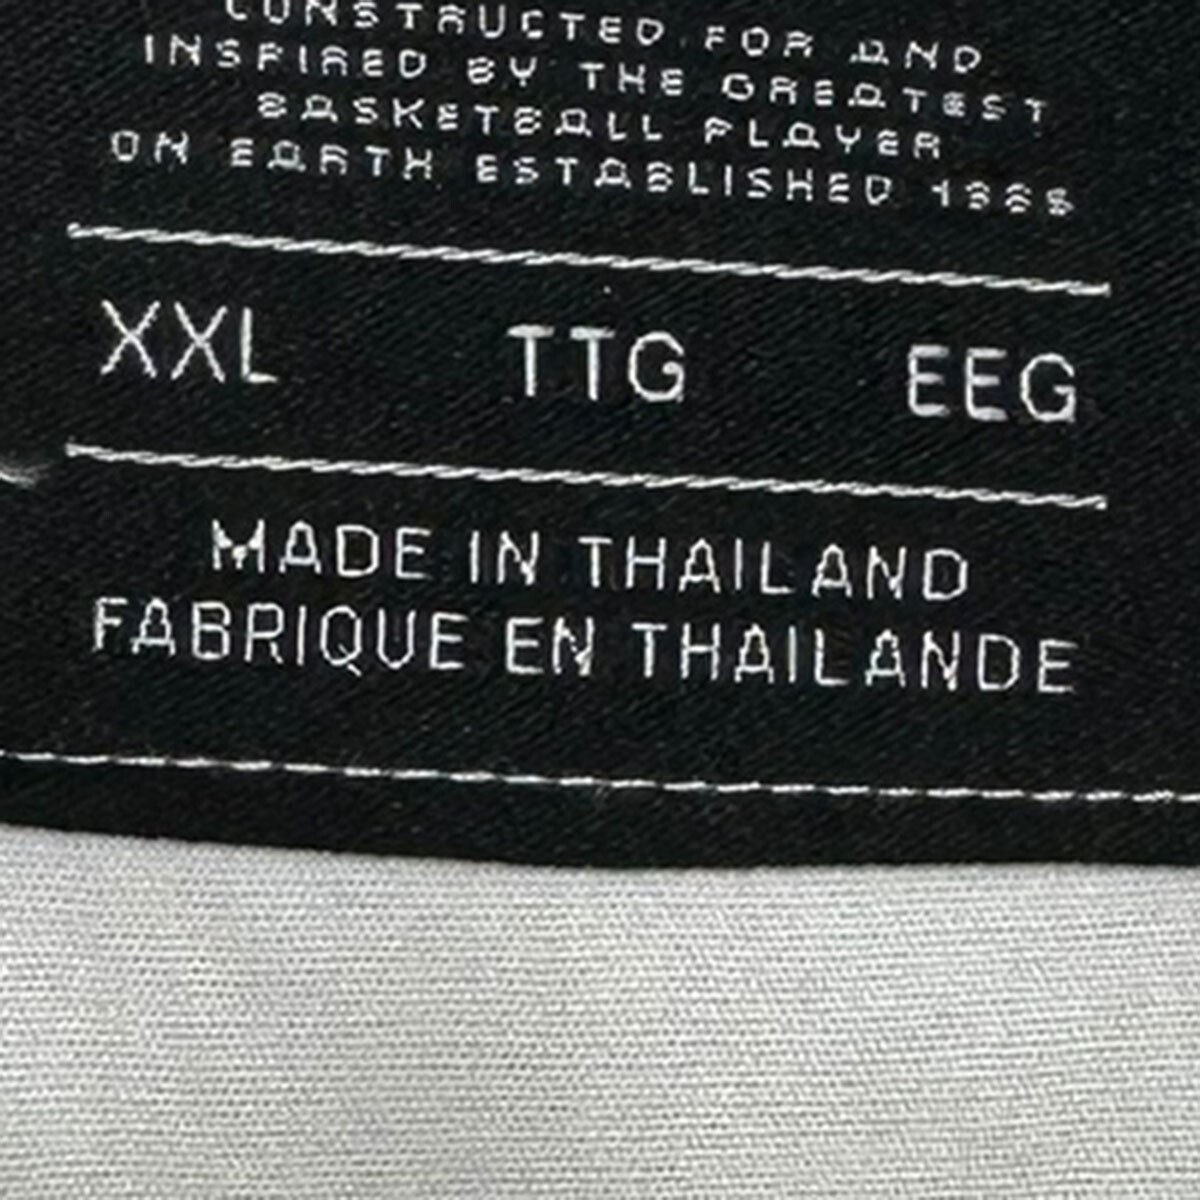 CONSTRUCTED FOR AND
INSPIRED BY THE GREATEST
BASKETBALL PLAYER
ON EARTH ESTABLISHED
XXL TTG EEG
MADE IN THAILAND
FABRIQUE EN THAILANDE